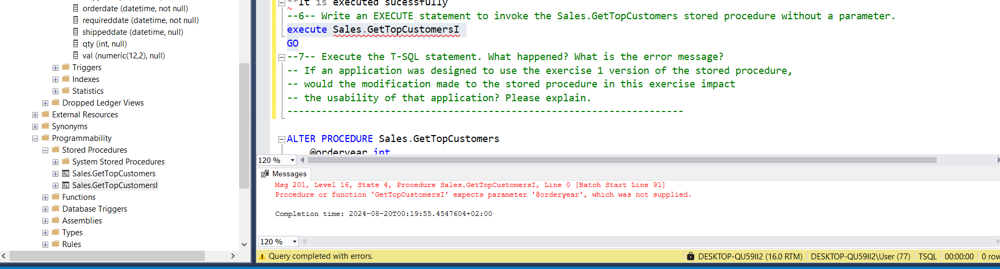 orderdate (datetime, not null)
requireddate (datetime, not null)
shippeddate (datetime, null)
qty (int, null)
val (numeric(12,2), null)
Triggers
Indexes
Statistics
Dropped Ledger Views
External Resources
Synonyms
Programmability
Stored Procedures
System Stored Procedures
Sales.GetTopCustomers
Sales.GetTopCustomersI
Functions
Database Triggers
Assemblies
Types
Rules
**It is executed sucessfully
--6-- Write an EXECUTE statement to invoke the Sales.GetTopCustomers stored procedure without a parameter.
execute Sales.GetTopCustomersI
GO
--7-- Execute the T-SQL statement. What happened? What is the error message?
-- If an application was designed to use the exercise 1 version of the stored procedure,
-- would the modification made to the stored procedure in this exercise impact
-- the usability of that application? Please explain.
---------------------------------------------------------------------
ALTER PROCEDURE Sales.GetTopCustomers
@orderyear int
120 %
Messages
Msg 201, Level 16, State 4, Procedure Sales.GetTopCustomersI, Line 0 [Batch Start Line 91]
Procedure or function 'GetTopCustomersI' expects parameter '@orderyear', which was not supplied.
Completion time: 2024-08-20T00:19:55.4547604+02:00
120 %
Query completed with errors.
DESKTOP-QU59II2 (16.0 RTM)
DESKTOP-QU59II2\User (77)
TSQL
00:00:00
0 row